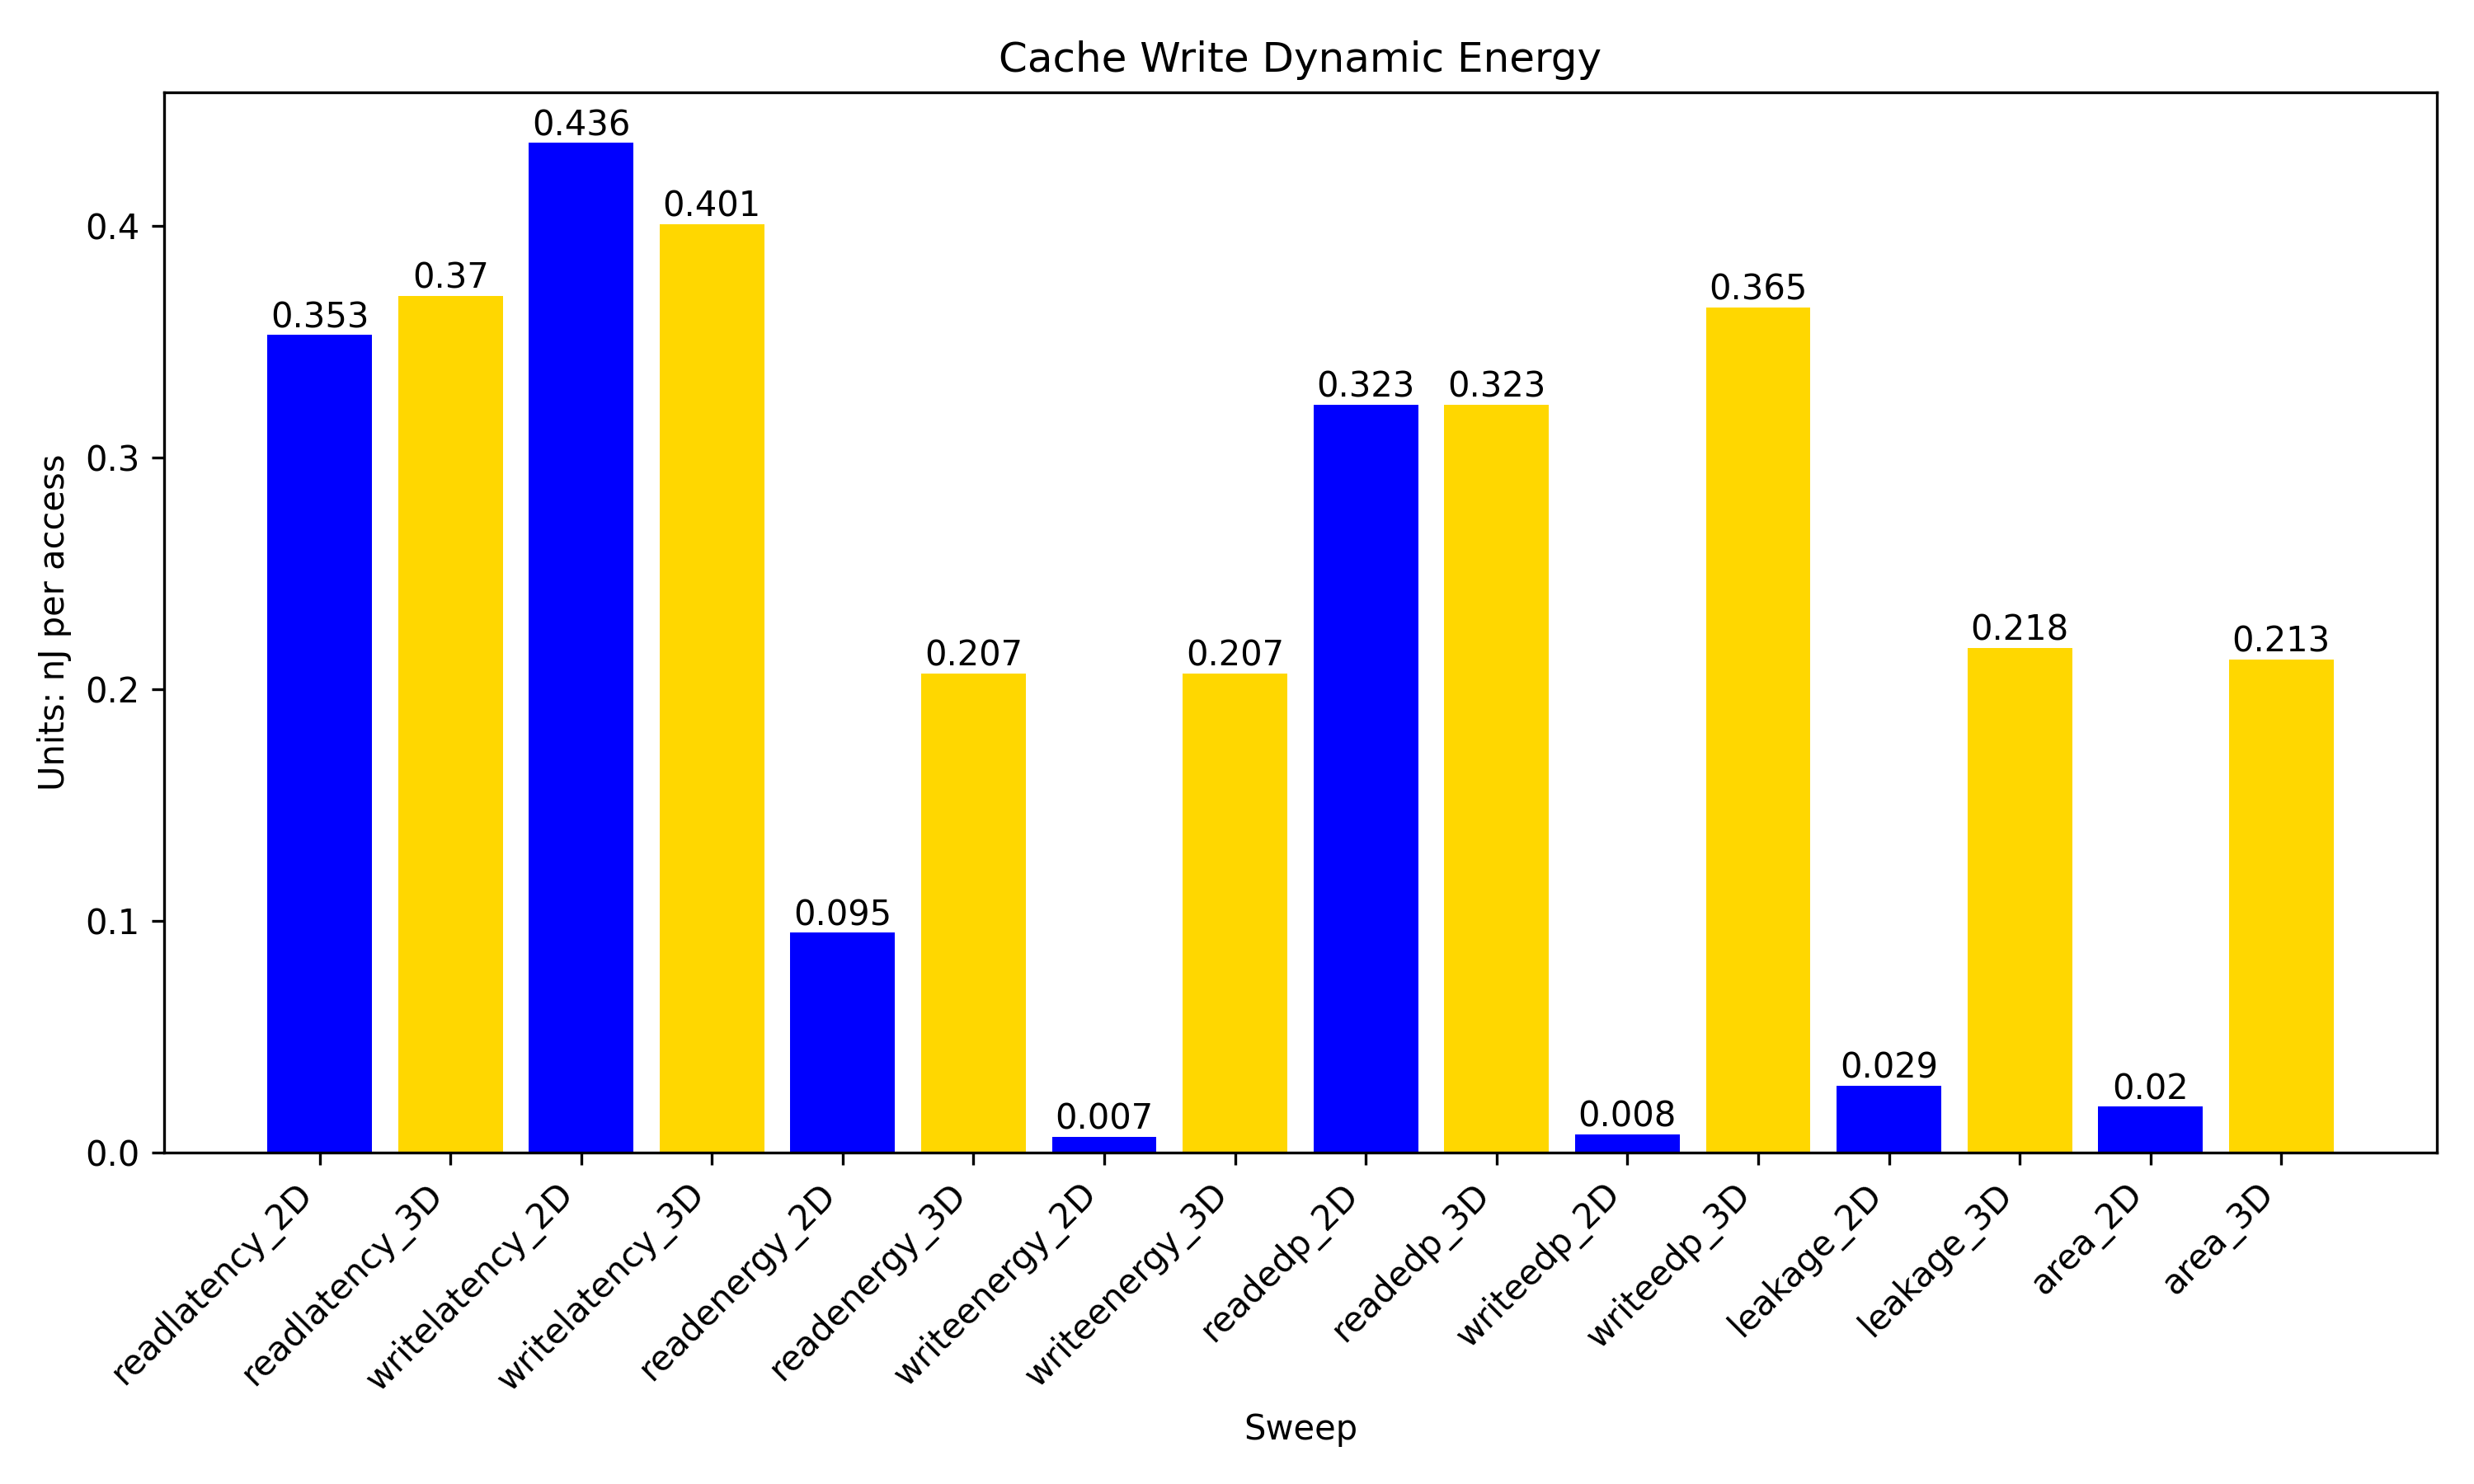 Cache Write Dynamic Energy
Units: nJ per access
0.4
0.3
0.2
0.1
0.0
0.353
0.37
0.436
0.401
0.095
0.207
0.007
0.207
0.323
0.323
0.008
0.365
0.029
0.218
0.02
0.213
readlatency_2D
readlatency_3D
writelatency_2D
writelatency_3D
readenergy_2D
readenergy_3D
writeenergy_2D
writeenergy_3D
readedp_2D
readedp_3D
writeedp_2D
writeedp_3D
leakage_2D
leakage_3D
area_2D
area_3D
Sweep